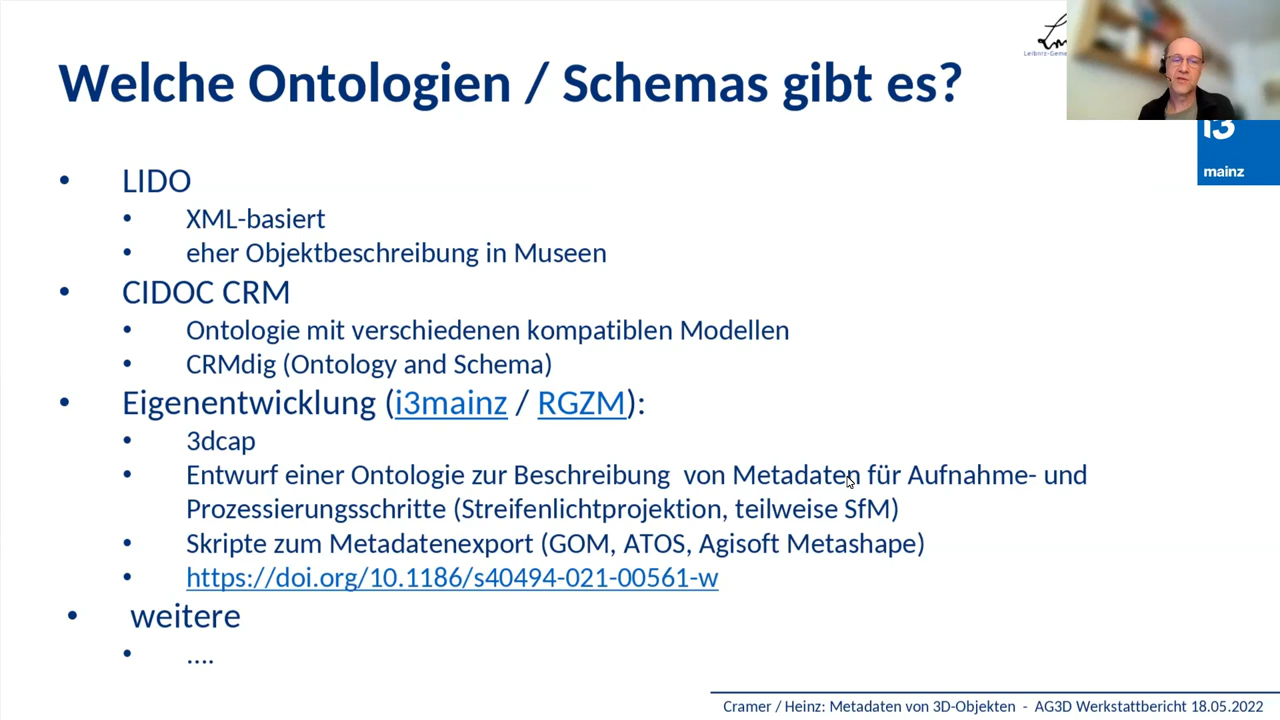 Welche Ontologien / Schemas gibt es?
Leibniz-Geme
i3
mainz
• LIDO
• XML-basiert
• eher Objektbeschreibung in Museen
• CIDOC CRM
• Ontologie mit verschiedenen kompatiblen Modellen
• CRMdig (Ontology and Schema)
• Eigenentwicklung (i3mainz / RGZM):
• 3dcap
• Entwurf einer Ontologie zur Beschreibung von Metadaten für Aufnahme- und
Prozessierungsschritte (Streifenlichtprojektion, teilweise SfM)
• Skripte zum Metadatenexport (GOM, ATOS, Agisoft Metashape)
• https://doi.org/10.1186/s40494-021-00561-w
• weitere
• ....
Cramer / Heinz: Metadaten von 3D-Objekten - AG3D Werkstattbericht 18.05.2022